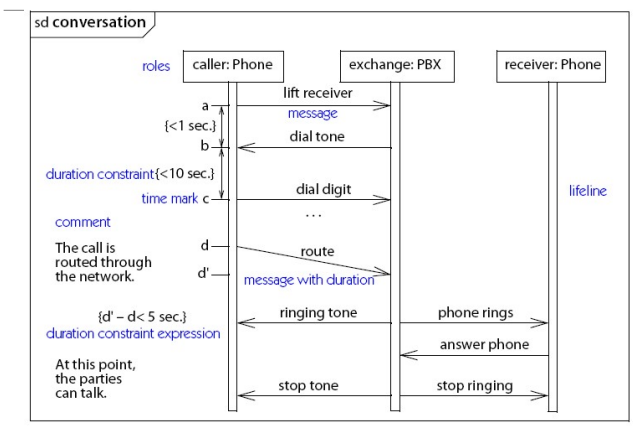 sd conversation
roles
caller: Phone
exchange: PBX
receiver: Phone
lift receiver
a
message
{<1 sec.}
dial tone
b
duration constraint {<10 sec.}
dial digit
lifeline
time mark c
. . .
comment
The call is
routed through
the network.
d
route
d'
message with duration
{d' – d< 5 sec.}
ringing tone
phone rings
duration constraint expression
answer phone
At this point,
the parties
can talk.
stop tone
stop ringing